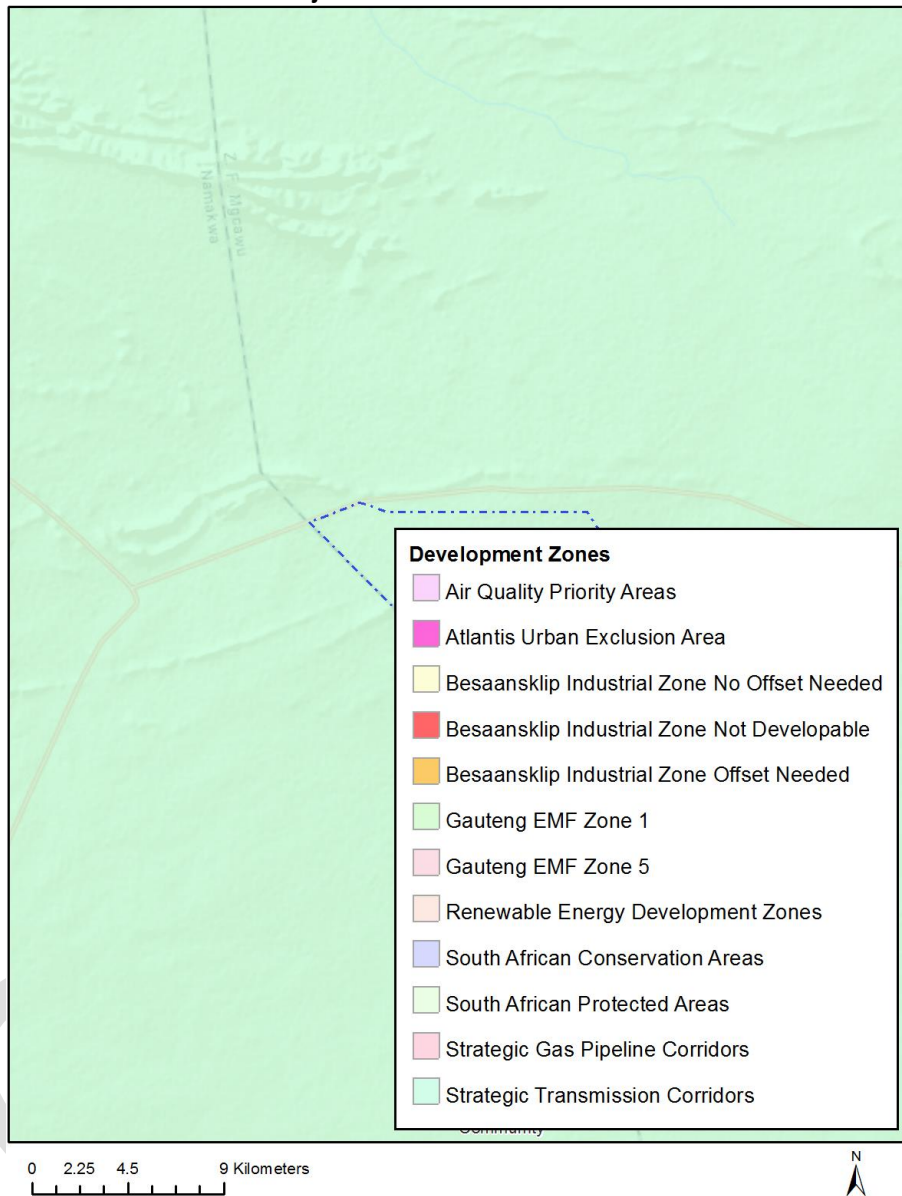 Z F Mgcawu
Namakwa
Development Zones
Air Quality Priority Areas
Atlantis Urban Exclusion Area
Besaansklip Industrial Zone No Offset Needed
Besaansklip Industrial Zone Not Developable
Besaansklip Industrial Zone Offset Needed
Gauteng EMF Zone 1
Gauteng EMF Zone 5
Renewable Energy Development Zones
South African Conservation Areas
South African Protected Areas
Strategic Gas Pipeline Corridors
Strategic Transmission Corridors
0 2.25 4.5 9 Kilometers
N